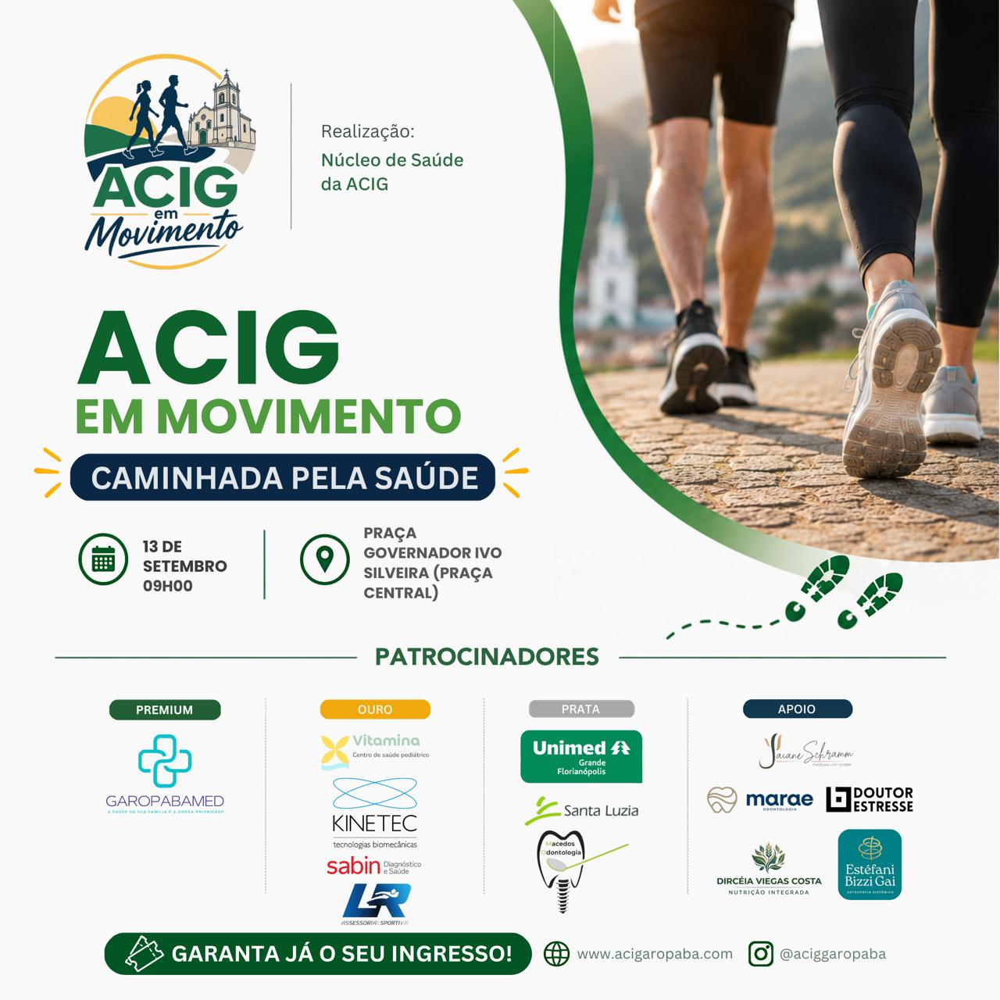 ACIG
em
Movimento
Realização:
Núcleo de Saúde
da ACIG
ACIG
EM MOVIMENTO
CAMINHADA PELA SAÚDE
13 DE
SETEMBRO
09H00
PRAÇA
GOVERNADOR IVO
SILVEIRA (PRAÇA
CENTRAL)
PATROCINADORES
PREMIUM
GAROPABAMED
A SAÚDE DA SUA FAMÍLIA É A NOSSA PRIORIDADE
OURO
Vitamina
Centro de saúde pediátrico
KINETEC
tecnologias biomecânicas
sabin Diagnóstico
e Saúde
LR
ASSESSORIA ESPORTIVA
PRATA
Unimed
Grande
Florianópolis
Santa Luzia
Macedos
Odontologia
APOIO
Jaiane Schramm
marae
ODONTOLOGIA
DOUTOR
ESTRESSE
DIRCÉIA VIEGAS COSTA
NUTRIÇÃO INTEGRADA
Estéfani
Bizzi Gai
OSTEOPATIA SISTÊMICA
GARANTA JÁ O SEU INGRESSO!
www.acigaropaba.com
@aciggaropaba